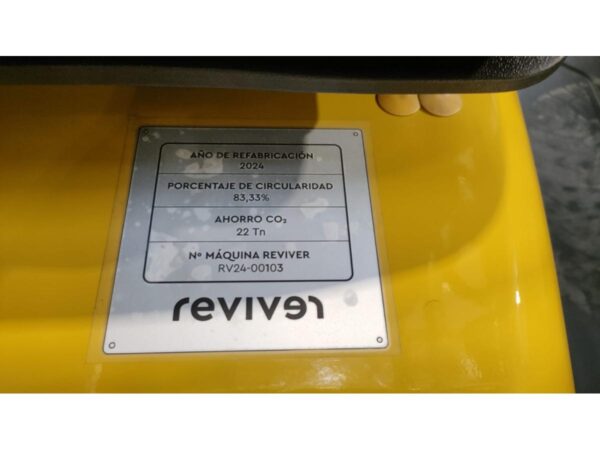 AÑO DE REFABRICACIÓN
2024
PORCENTAJE DE CIRCULARIDAD
83,33%
AHORRO CO₂
22 Tn
Nº MÁQUINA REVIVER
RV24-00103
reviver